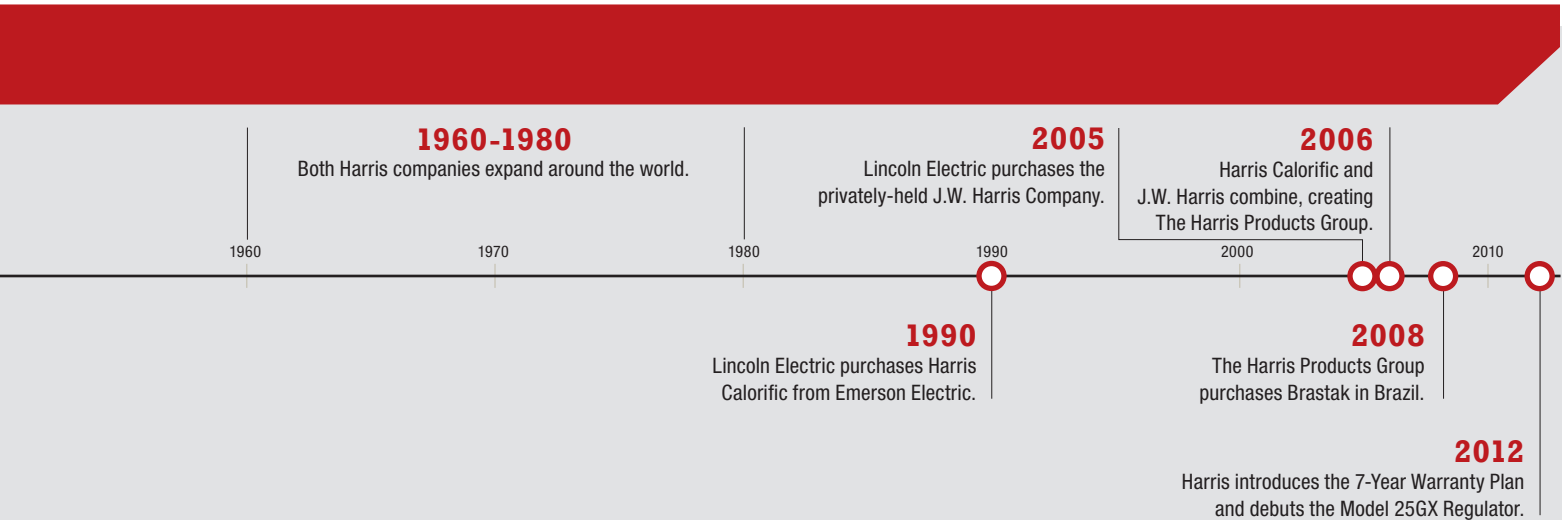 1960-1980
Both Harris companies expand around the world.
2005
Lincoln Electric purchases the
privately-held J.W. Harris Company.
2006
Harris Calorific and
J.W. Harris combine, creating
The Harris Products Group.
1960
1970
1980
1990
2000
2010
1990
Lincoln Electric purchases Harris
Calorific from Emerson Electric.
2008
The Harris Products Group
purchases Brastak in Brazil.
2012
Harris introduces the 7-Year Warranty Plan
and debuts the Model 25GX Regulator.